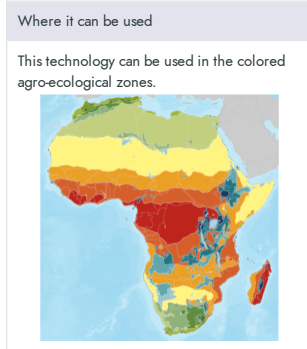 Where it can be used
This technology can be used in the colored
agro-ecological zones.